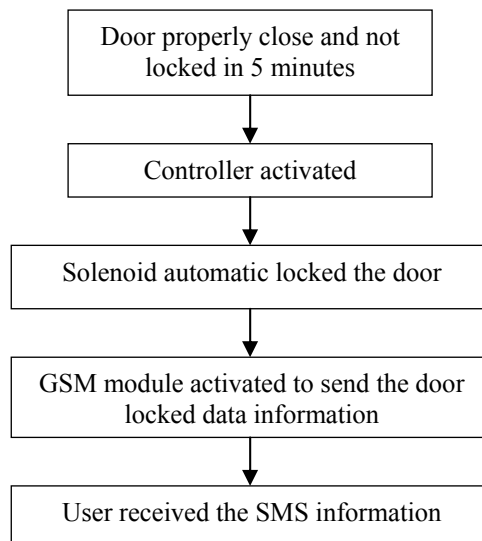 Door properly close and not
locked in 5 minutes
Controller activated
Solenoid automatic locked the door
GSM module activated to send the door
locked data information
User received the SMS information